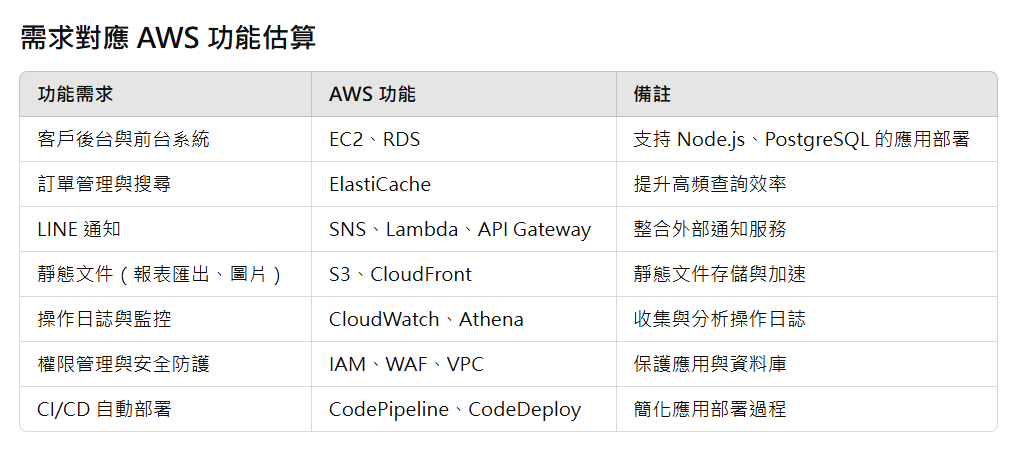 需求對應 AWS 功能估算
功能需求 AWS 功能 備註
客戶後台與前台系統 EC2、RDS 支持 Node.js、PostgreSQL 的應用部署
訂單管理與搜尋 ElastiCache 提升高頻查詢效率
LINE 通知 SNS、Lambda、API Gateway 整合外部通知服務
靜態文件（報表匯出、圖片） S3、CloudFront 靜態文件存儲與加速
操作日誌與監控 CloudWatch、Athena 收集與分析操作日誌
權限管理與安全防護 IAM、WAF、VPC 保護應用與資料庫
CI/CD 自動部署 CodePipeline、CodeDeploy 簡化應用部署過程